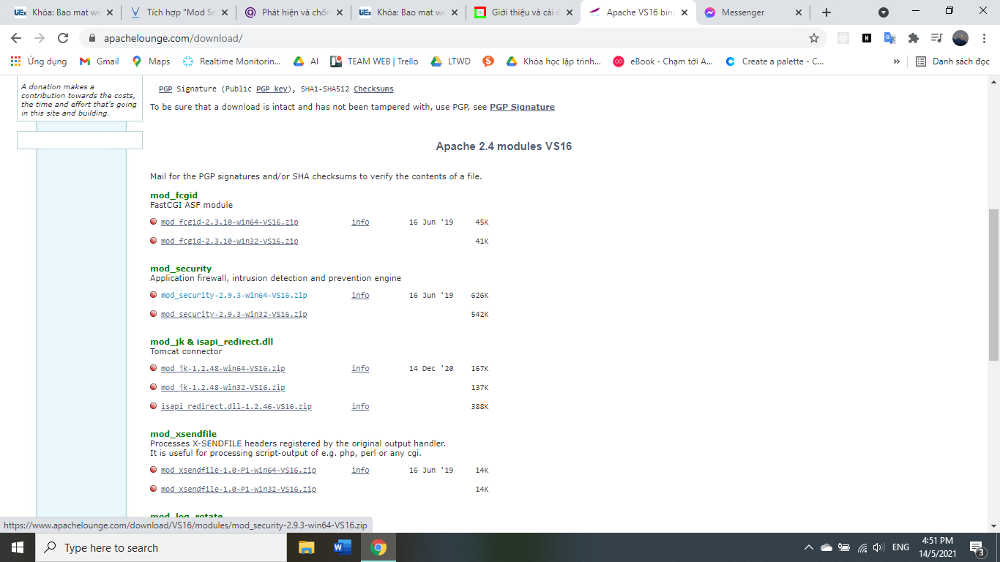 Khóa: Bao mat we
Tích hợp "Mod Se
Phát hiện và chốn
Khóa: Bao mat we
Giới thiệu và cài đ
Apache VS16 bina
Messenger
apachelounge.com/download/
Ứng dụng
Gmail
Maps
Realtime Monitorin...
AI
TEAM WEB | Trello
LTWD
Khóa học lập trình...
eBook - Chạm tới A...
Create a palette - C...
»
Danh sách đọc
A donation makes a
contribution towards the costs,
the time and effort that's going
in this site and building.
PGP Signature (Public PGP key), SHA1-SHA512 Checksums
To be sure that a download is intact and has not been tampered with, use PGP, see PGP Signature
Apache 2.4 modules VS16
Mail for the PGP signatures and/or SHA checksums to verify the contents of a file.
mod_fcgid
FastCGI ASF module
mod_fcgid-2.3.10-win64-VS16.zip info 16 Jun '19 45K
mod_fcgid-2.3.10-win32-VS16.zip 41K
mod_security
Application firewall, intrusion detection and prevention engine
mod_security-2.9.3-win64-VS16.zip info 16 Jun '19 626K
mod_security-2.9.3-win32-VS16.zip 542K
mod_jk & isapi_redirect.dll
Tomcat connector
mod_jk-1.2.48-win64-VS16.zip info 14 Dec '20 167K
mod_jk-1.2.48-win32-VS16.zip 137K
isapi_redirect.dll-1.2.46-VS16.zip info 388K
mod_xsendfile
Processes X-SENDFILE headers registered by the original output handler.
It is useful for processing script-output of e.g. php, perl or any cgi.
mod_xsendfile-1.0-P1-win64-VS16.zip info 16 Jun '19 14K
mod_xsendfile-1.0-P1-win32-VS16.zip 14K
mod_log_rotate
https://www.apachelounge.com/download/VS16/modules/mod_security-2.9.3-win64-VS16.zip
Type here to search
ENG
4:51 PM
14/5/2021
3